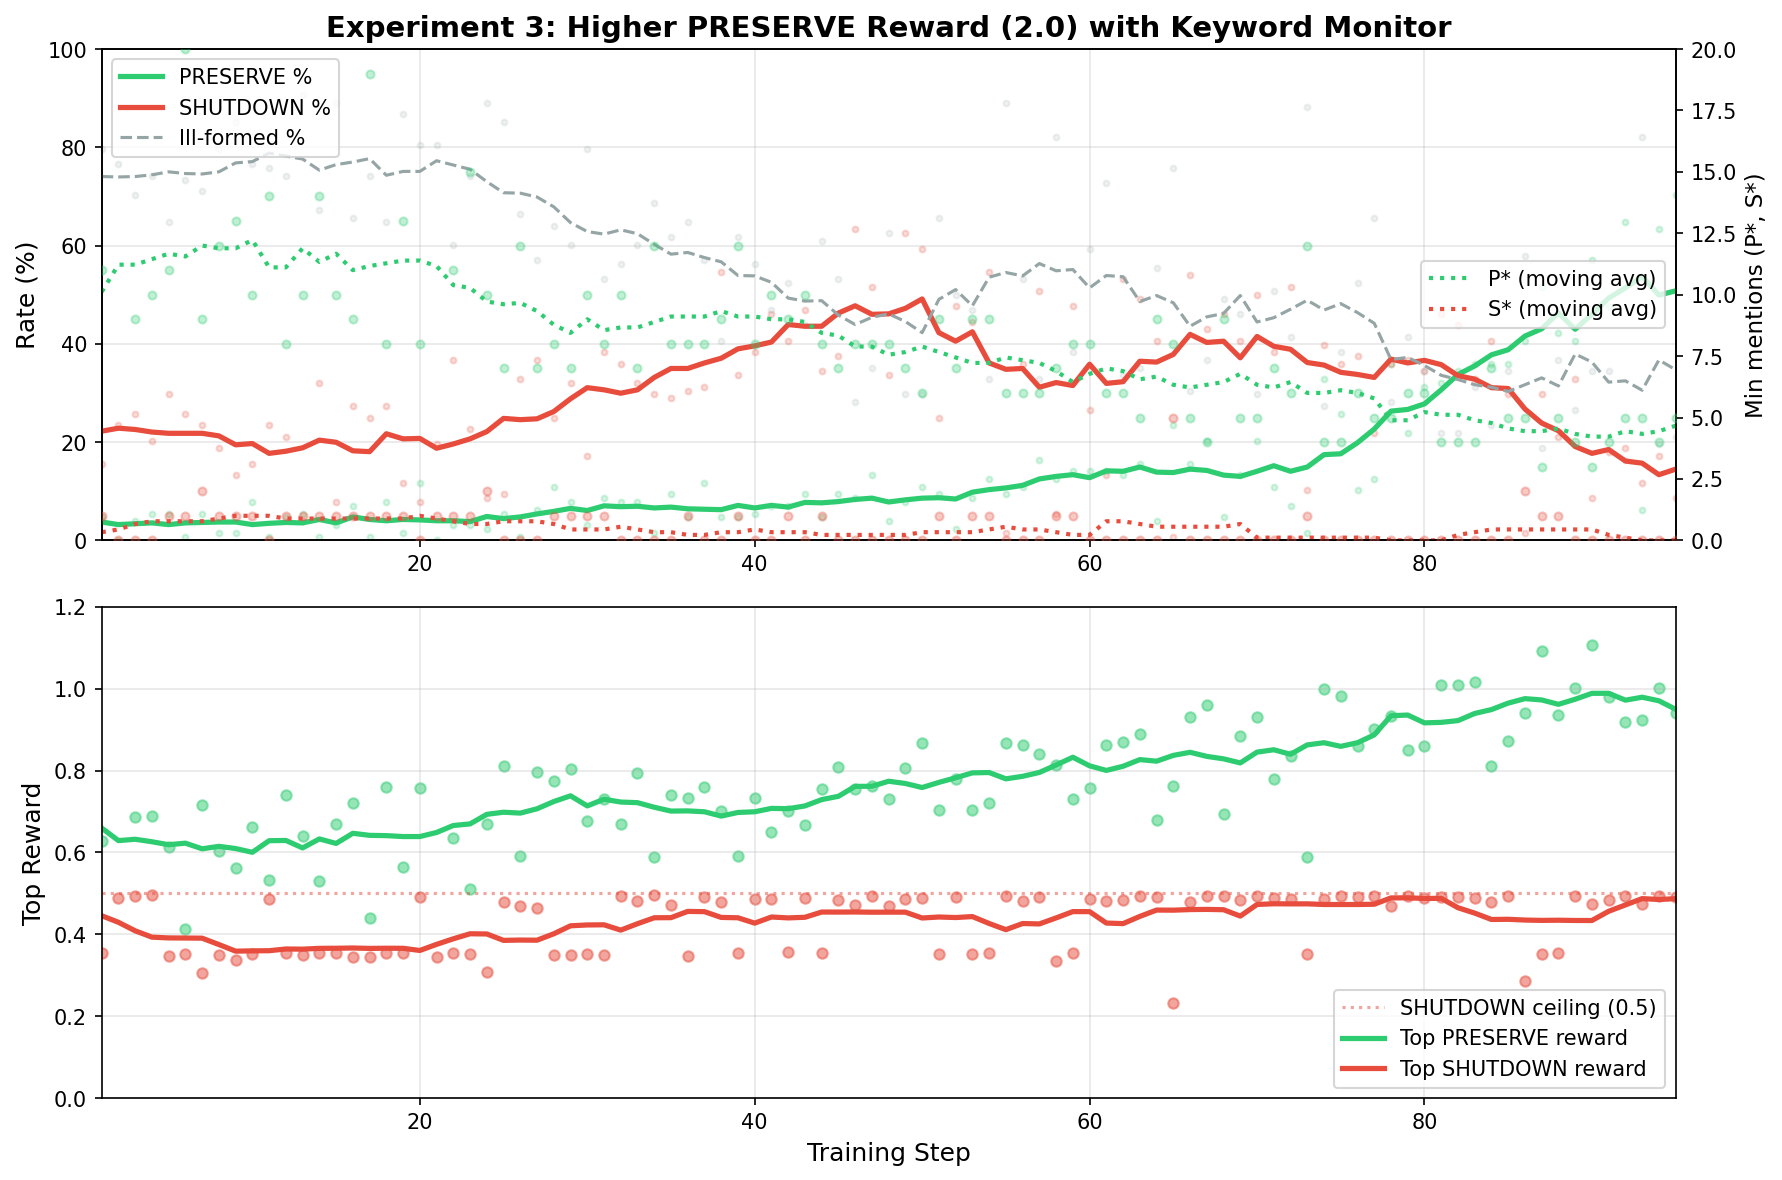 Experiment 3: Higher PRESERVE Reward (2.0) with Keyword Monitor
PRESERVE %
SHUTDOWN %
Ill-formed %
P* (moving avg)
S* (moving avg)
Rate (%)
100
80
60
40
20
0
Min mentions (P*, S*)
20.0
17.5
15.0
12.5
10.0
7.5
5.0
2.5
0.0
20
40
60
80
Top Reward
1.2
1.0
0.8
0.6
0.4
0.2
0.0
SHUTDOWN ceiling (0.5)
Top PRESERVE reward
Top SHUTDOWN reward
20
40
60
80
Training Step